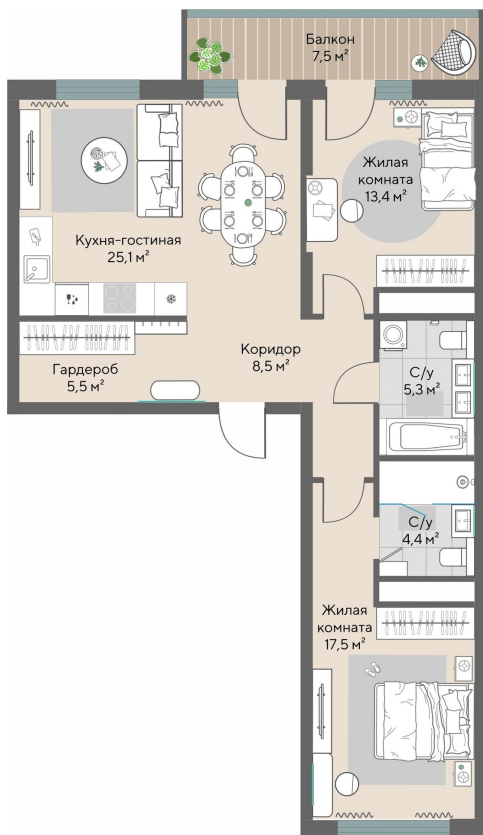 Балкон
7,5 м²
Жилая
комната
13,4 м²
Кухня-гостиная
25,1 м²
Коридор
8,5 м²
Гардероб
5,5 м²
С/у
5,3 м²
С/у
4,4 м²
Жилая
комната
17,5 м²